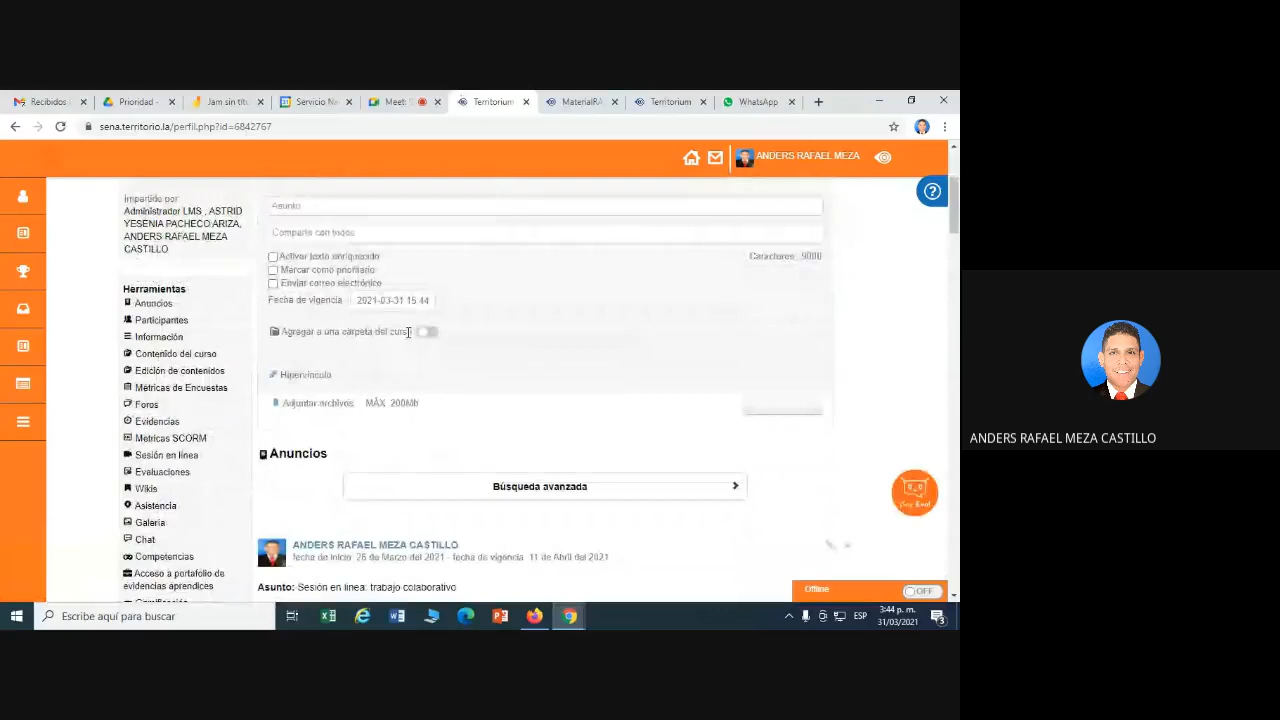 Recibidos
Prioridad -
Jam sin títu
Servicio Na
Meet:
Territorium
MaterialRA
Territorium
WhatsApp
sena.territorio.la/perfil.php?id=6842767
ANDERS RAFAEL MEZA
Impartido por
Administrador LMS , ASTRID
YESENIA PACHECO ARIZA,
ANDERS RAFAEL MEZA
CASTILLO
Asunto
Comparte con todos
Activar texto enriquecido
Caracteres 9000
Marcar como prioritario
Enviar correo electrónico
Fecha de vigencia 2021-03-31 15:44
Agregar a una carpeta del curso
Hipervínculo
Adjuntar archivos MÁX 200Mb
Herramientas
Anuncios
Participantes
Información
Contenido del curso
Edición de contenidos
Métricas de Encuestas
Foros
Evidencias
Metricas SCORM
Sesión en línea
Evaluaciones
Wikis
Asistencia
Galeria
Chat
Competencias
Acceso a portafolio de
evidencias aprendices
Anuncios
Búsqueda avanzada
ANDERS RAFAEL MEZA CASTILLO
fecha de inicio 26 de Marzo del 2021 - fecha de vigencia 11 de Abril del 2021
Asunto: Sesión en línea: trabajo colaborativo
Offline
OFF
Escribe aquí para buscar
ESP
3:44 p. m.
31/03/2021
3
ANDERS RAFAEL MEZA CASTILLO